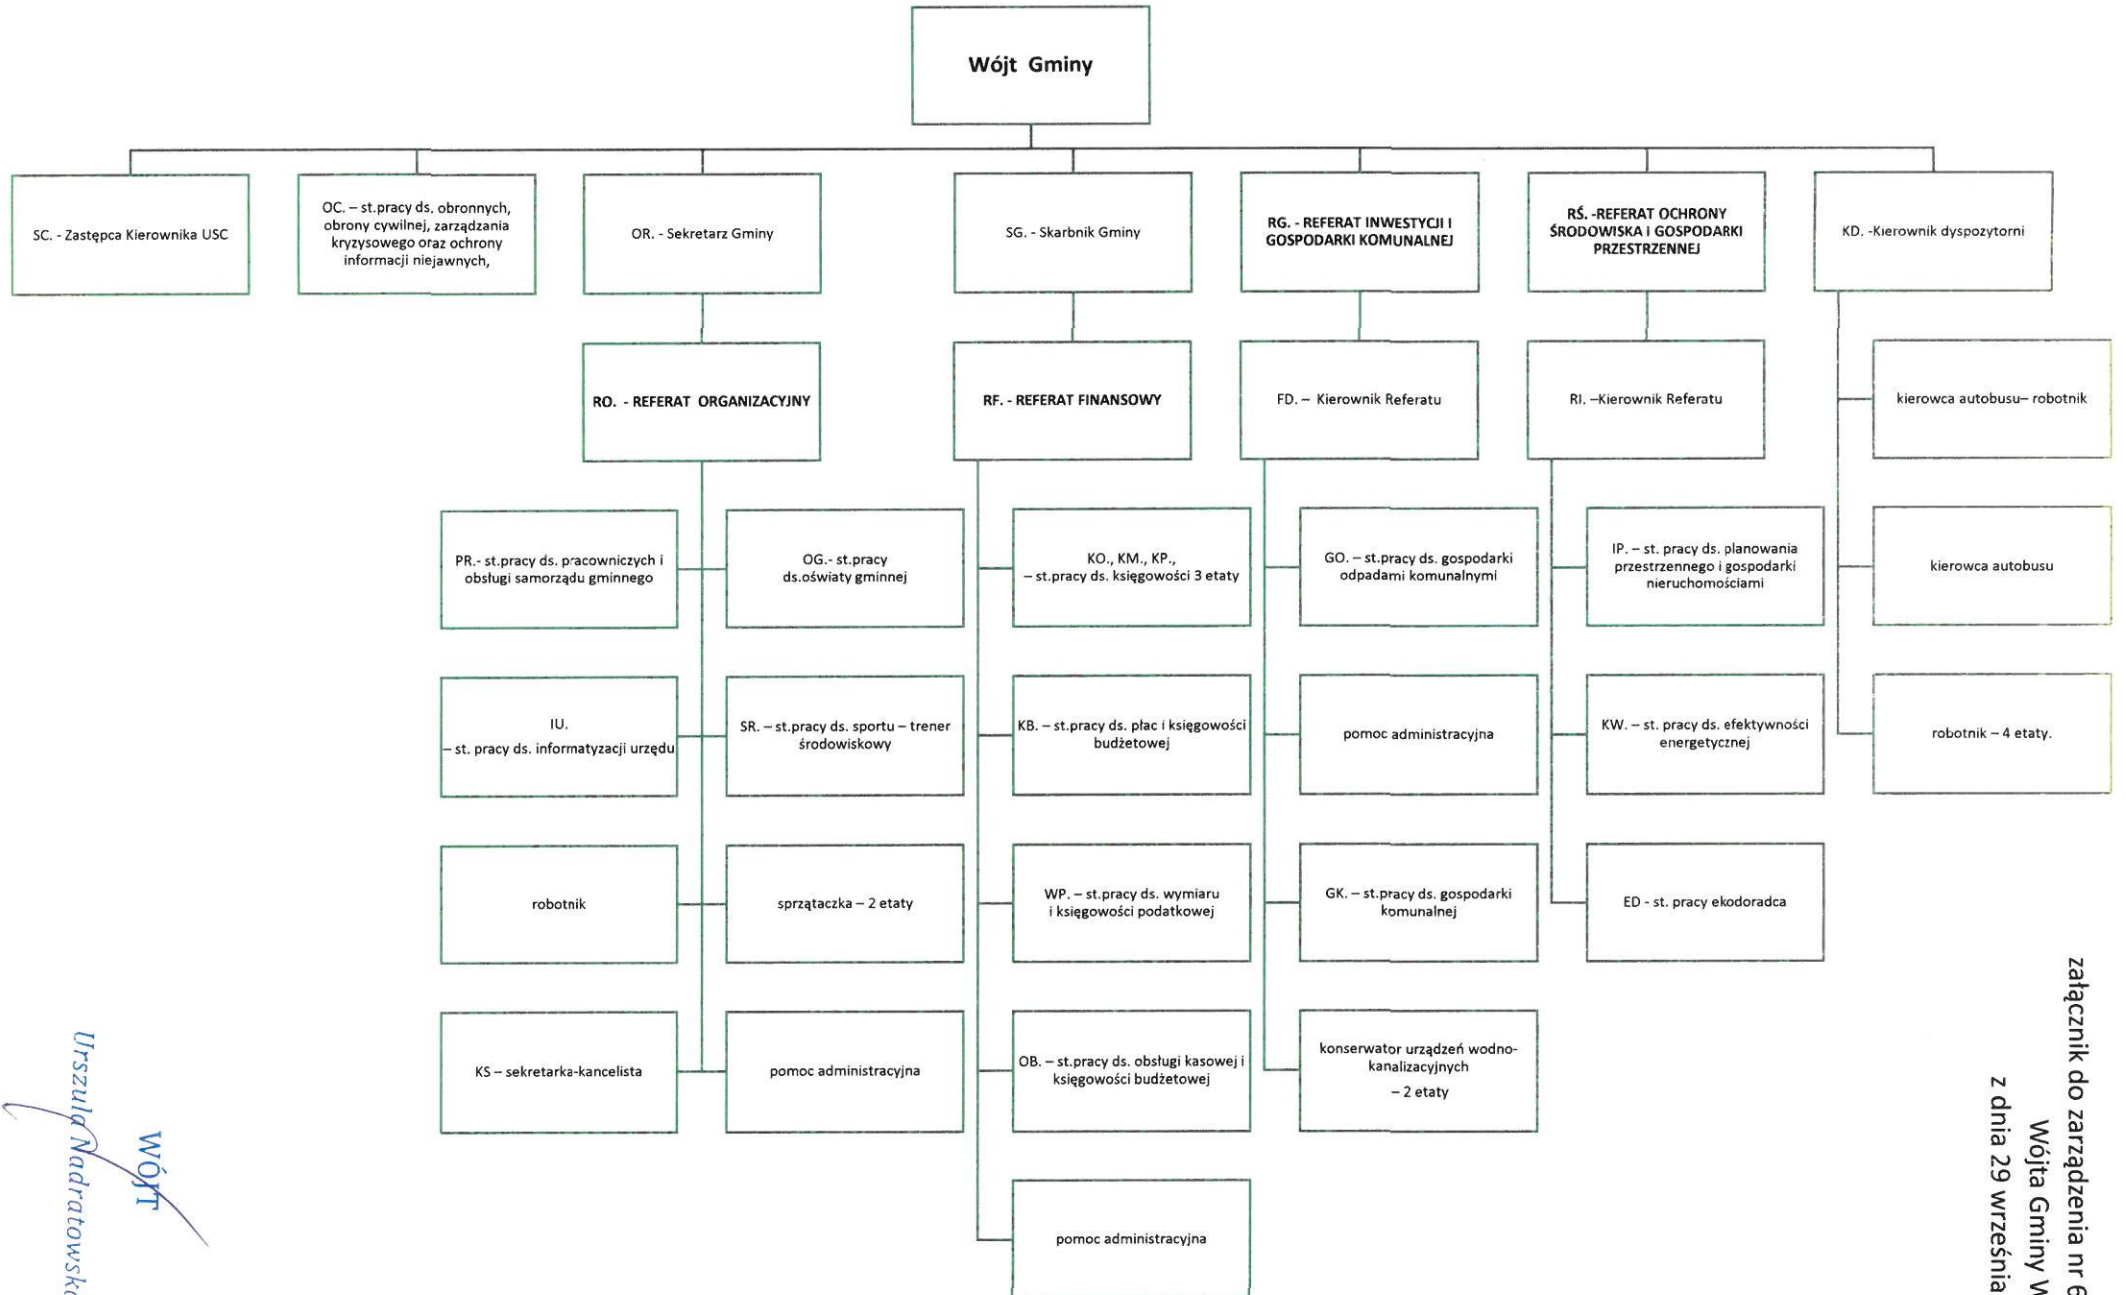 Wójt Gminy
SC. - Zastępca Kierownika USC
OC. – st.pracy ds. obronnych,
obrony cywilnej, zarządzania
kryzysowego oraz ochrony
informacji niejawnych,
OR. - Sekretarz Gminy
SG. - Skarbnik Gminy
RG. - REFERAT INWESTYCJI I
GOSPODARKI KOMUNALNEJ
RŚ. -REFERAT OCHRONY
ŚRODOWISKA I GOSPODARKI
PRZESTRZENNEJ
KD. -Kierownik dyspozytorni
RO. - REFERAT ORGANIZACYJNY
RF. - REFERAT FINANSOWY
FD. – Kierownik Referatu
RI. –Kierownik Referatu
kierowca autobusu– robotnik
PR.- st.pracy ds. pracowniczych i
obsługi samorządu gminnego
OG.- st.pracy
ds.oświaty gminnej
KO., KM., KP.,
– st.pracy ds. księgowości 3 etaty
GO. – st.pracy ds. gospodarki
odpadami komunalnymi
IP. – st. pracy ds. planowania
przestrzennego i gospodarki
nieruchomościami
kierowca autobusu
IU.
– st. pracy ds. informatyzacji urzędu
SR. – st.pracy ds. sportu – trener
środowiskowy
KB. – st.pracy ds. płac i księgowości
budżetowej
pomoc administracyjna
KW. – st. pracy ds. efektywności
energetycznej
robotnik – 4 etaty.
robotnik
sprzątaczka – 2 etaty
WP. – st.pracy ds. wymiaru
i księgowości podatkowej
GK. – st.pracy ds. gospodarki
komunalnej
ED - st. pracy ekodoradca
KS – sekretarka-kancelista
pomoc administracyjna
OB. – st.pracy ds. obsługi kasowej i
księgowości budżetowej
konserwator urządzeń wodno-
kanalizacyjnych
– 2 etaty
pomoc administracyjna
załącznik do zarządzenia nr 6
Wójta Gminy W
z dnia 29 września
WÓJT
Urszula Nadratowska